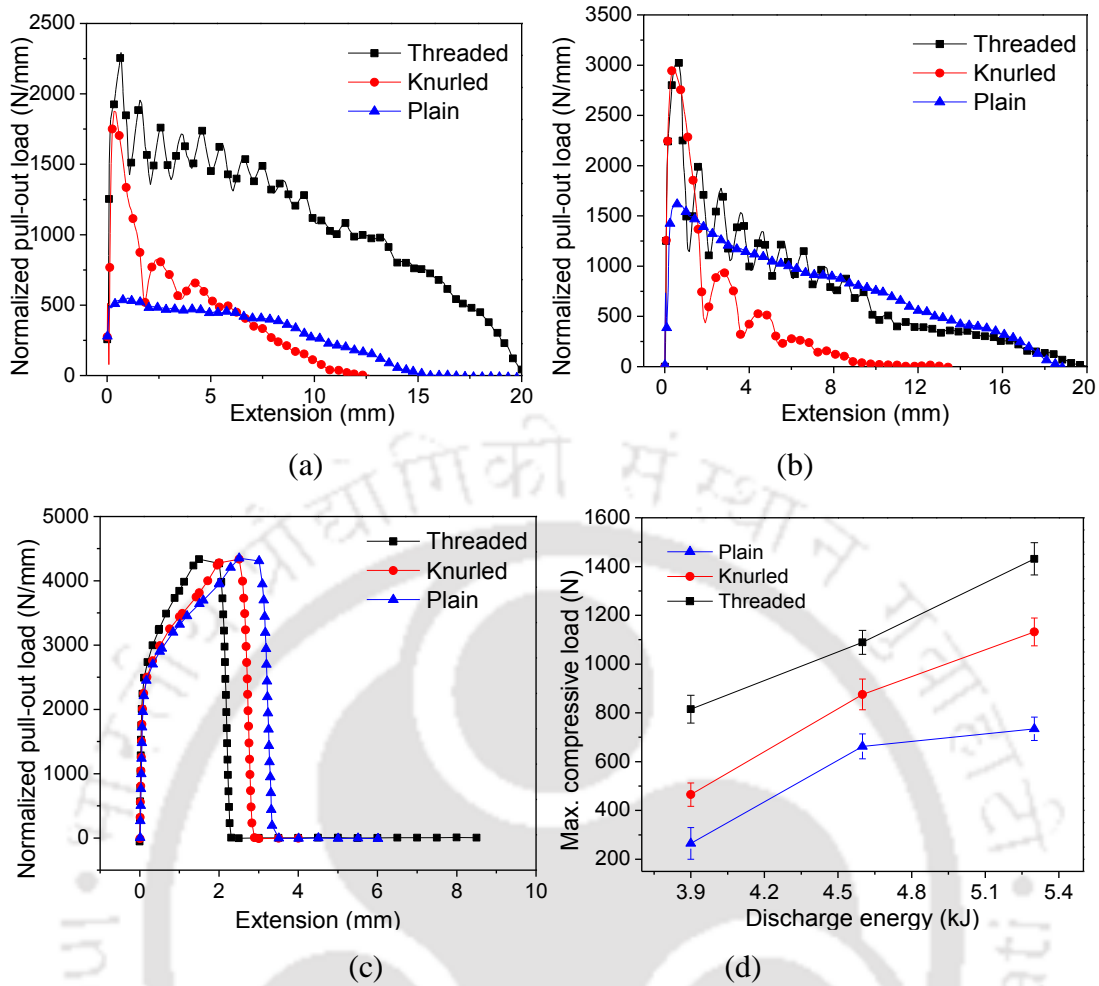 Normalized pull-out load (N/mm)
2500
2000
1500
1000
500
0
Threaded
Knurled
Plain
0 5 10 15 20
Extension (mm)
(a)
Normalized pull-out load (N/mm)
3500
3000
2500
2000
1500
1000
500
0
Threaded
Knurled
Plain
0 4 8 12 16 20
Extension (mm)
(b)
Normalized pull-out load (N/mm)
5000
4000
3000
2000
1000
0
Threaded
Knurled
Plain
0 2 4 6 8 10
Extension (mm)
(c)
Max. compressive load (N)
1600
1400
1200
1000
800
600
400
200
Plain
Knurled
Threaded
3.9 4.2 4.5 4.8 5.1 5.4
Discharge energy (kJ)
(d)